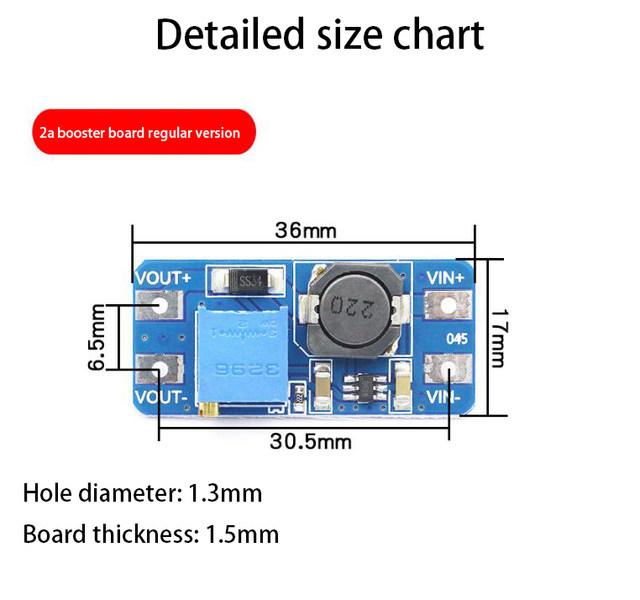 Detailed size chart
2a booster board regular version
36mm
VOUT+
SS34
220
VIN+
6.5mm
3296
045
17mm
VOUT-
VIN-
30.5mm
Hole diameter: 1.3mm
Board thickness: 1.5mm